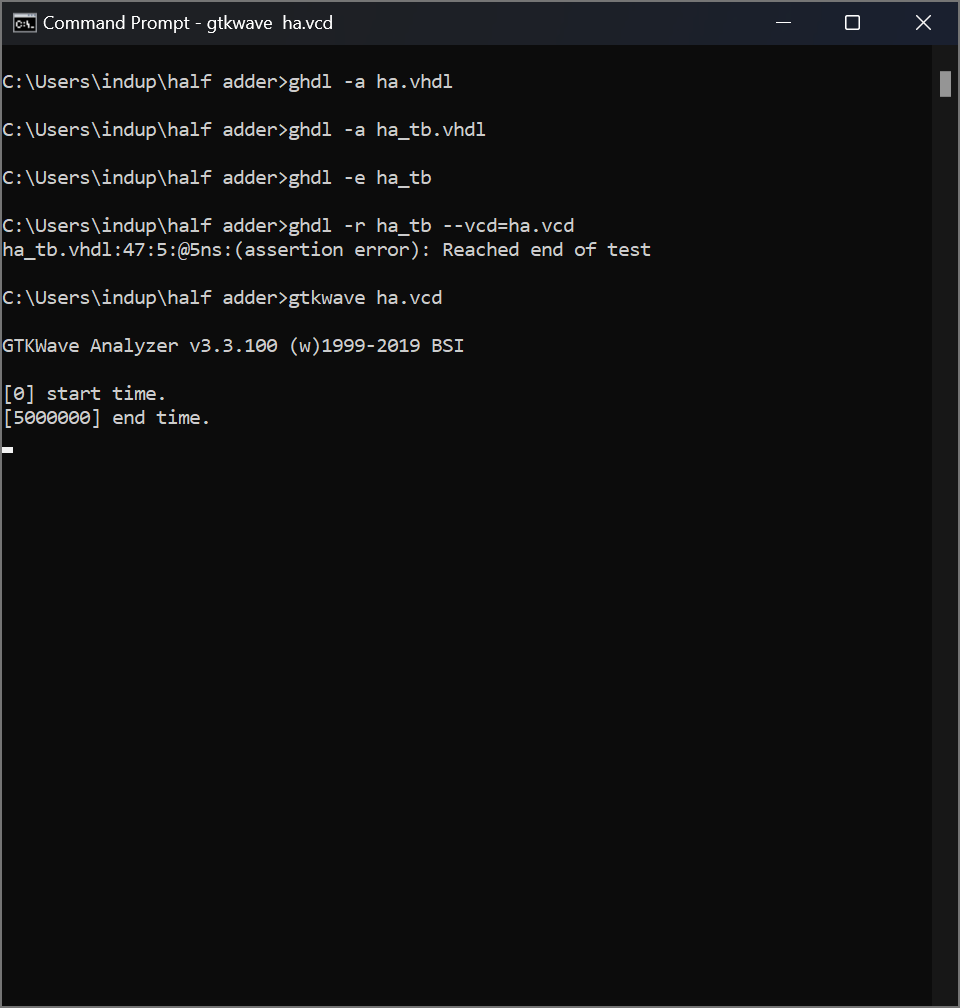 Command Prompt - gtkwave  ha.vcd
C:\Users\indup\half adder>ghdl -a ha.vhdl
C:\Users\indup\half adder>ghdl -a ha_tb.vhdl
C:\Users\indup\half adder>ghdl -e ha_tb
C:\Users\indup\half adder>ghdl -r ha_tb --vcd=ha.vcd
ha_tb.vhdl:47:5:@5ns:(assertion error): Reached end of test
C:\Users\indup\half adder>gtkwave ha.vcd
GTKWave Analyzer v3.3.100 (w)1999-2019 BSI
[0] start time.
[5000000] end time.